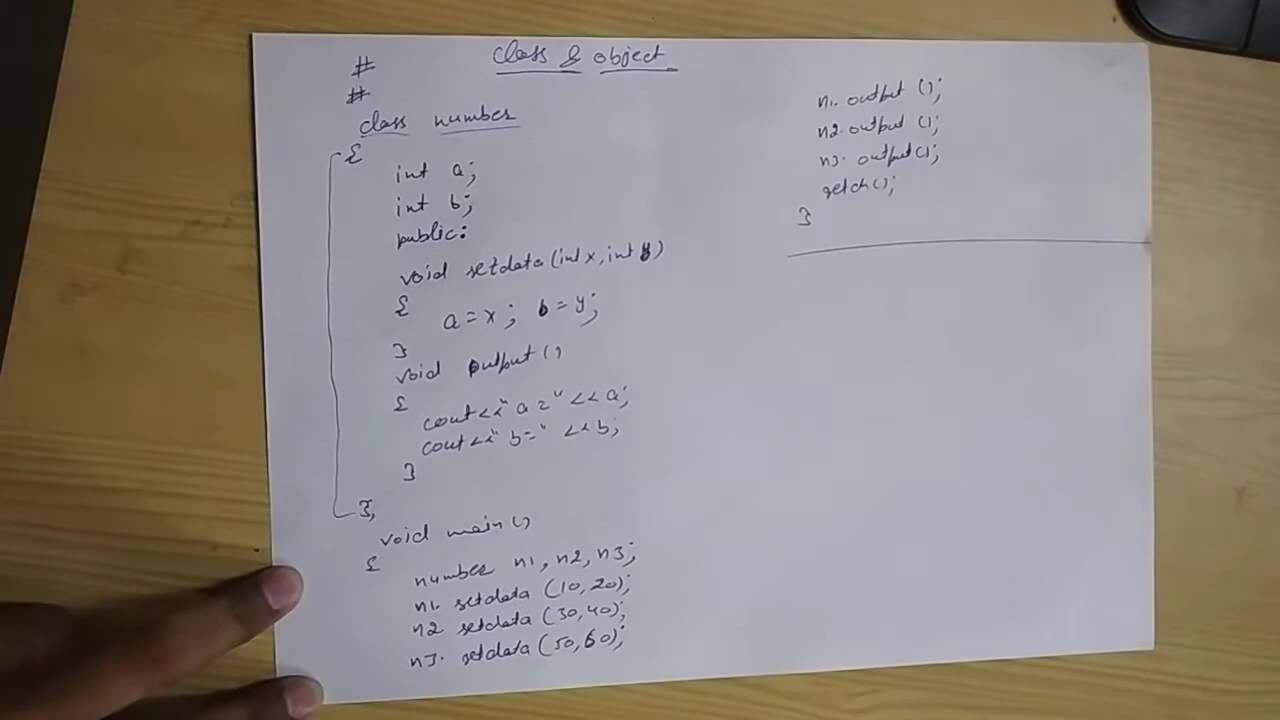 class & object
#
#
class number
{
int a;
int b;
public:
void setdata(int x, int y)
{
a = x; b = y;
}
void output()
{
cout<<"a="<<a;
cout<<"b="<<b;
}
};
void main()
{
number n1, n2, n3;
n1. setdata (10,20);
n2 setdata (30,40);
n3. setdata (50,60);
n1. output ();
n2. output ();
n3. output();
getch();
}